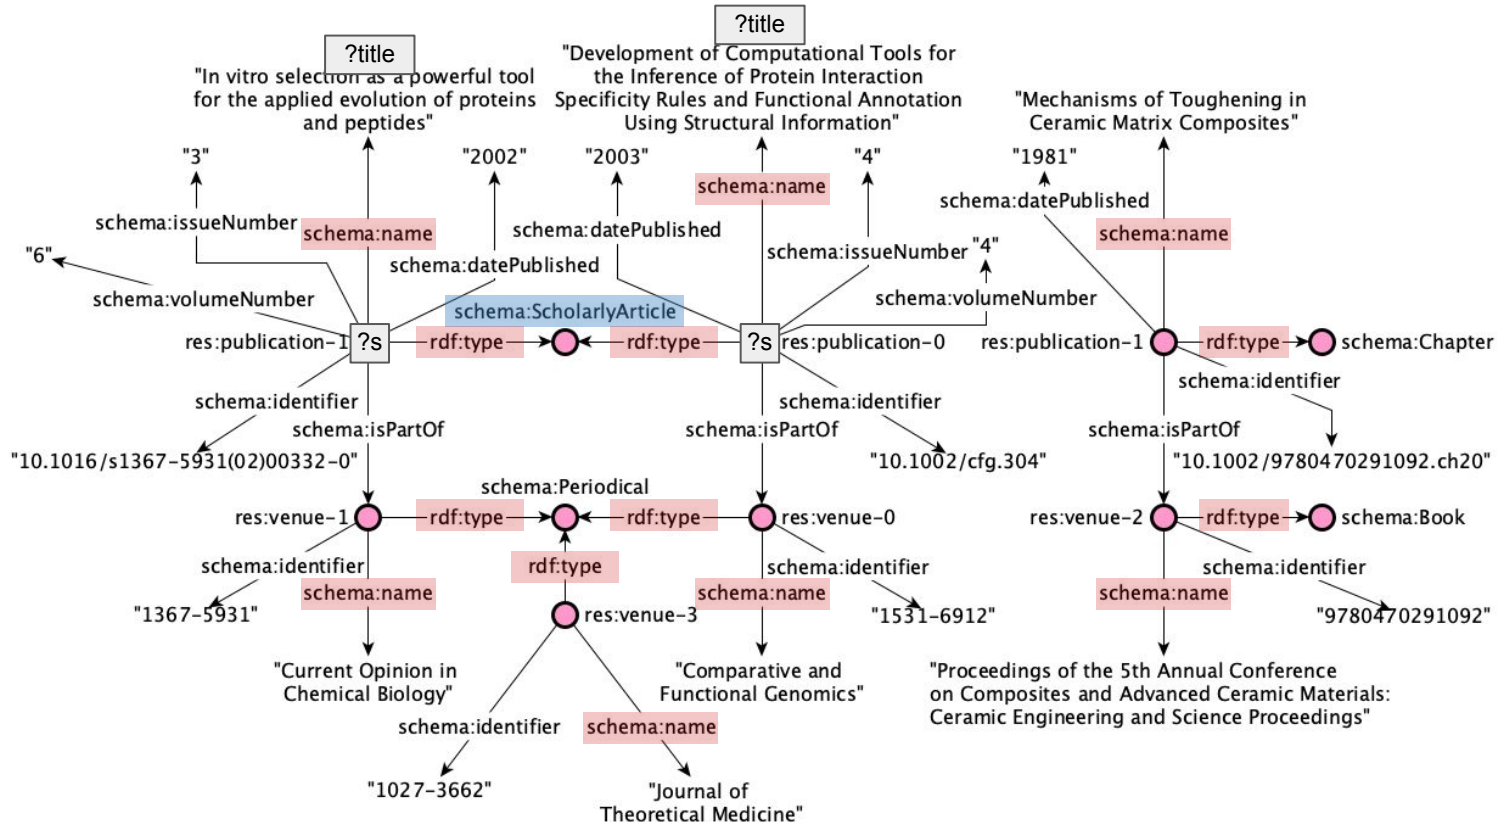 ?title
?title
"In vitro selection as a powerful tool
for the applied evolution of proteins
and peptides"
"Development of Computational Tools for
the Inference of Protein Interaction
Specificity Rules and Functional Annotation
Using Structural Information"
"Mechanisms of Toughening in
Ceramic Matrix Composites"
"3"
"2002"
"2003"
"4"
"1981"
schema:issueNumber
schema:name
schema:datePublished
schema:datePublished
schema:name
schema:issueNumber
"4"
schema:datePublished
schema:name
"6"
schema:volumeNumber
schema:volumeNumber
schema:ScholarlyArticle
res:publication-1
?s
rdf:type
rdf:type
?s
res:publication-0
res:publication-1
rdf:type
schema:Chapter
schema:identifier
schema:isPartOf
schema:identifier
schema:isPartOf
schema:identifier
schema:isPartOf
"10.1016/s1367-5931(02)00332-0"
"10.1002/cfg.304"
"10.1002/9780470291092.ch20"
schema:Periodical
res:venue-1
rdf:type
rdf:type
res:venue-0
res:venue-2
rdf:type
schema:Book
schema:identifier
schema:name
rdf:type
schema:name
schema:identifier
schema:name
schema:identifier
"1367-5931"
res:venue-3
"1531-6912"
"9780470291092"
"Current Opinion in
Chemical Biology"
"Comparative and
Functional Genomics"
"Proceedings of the 5th Annual Conference
on Composites and Advanced Ceramic Materials:
Ceramic Engineering and Science Proceedings"
schema:identifier
schema:name
"1027-3662"
"Journal of
Theoretical Medicine"